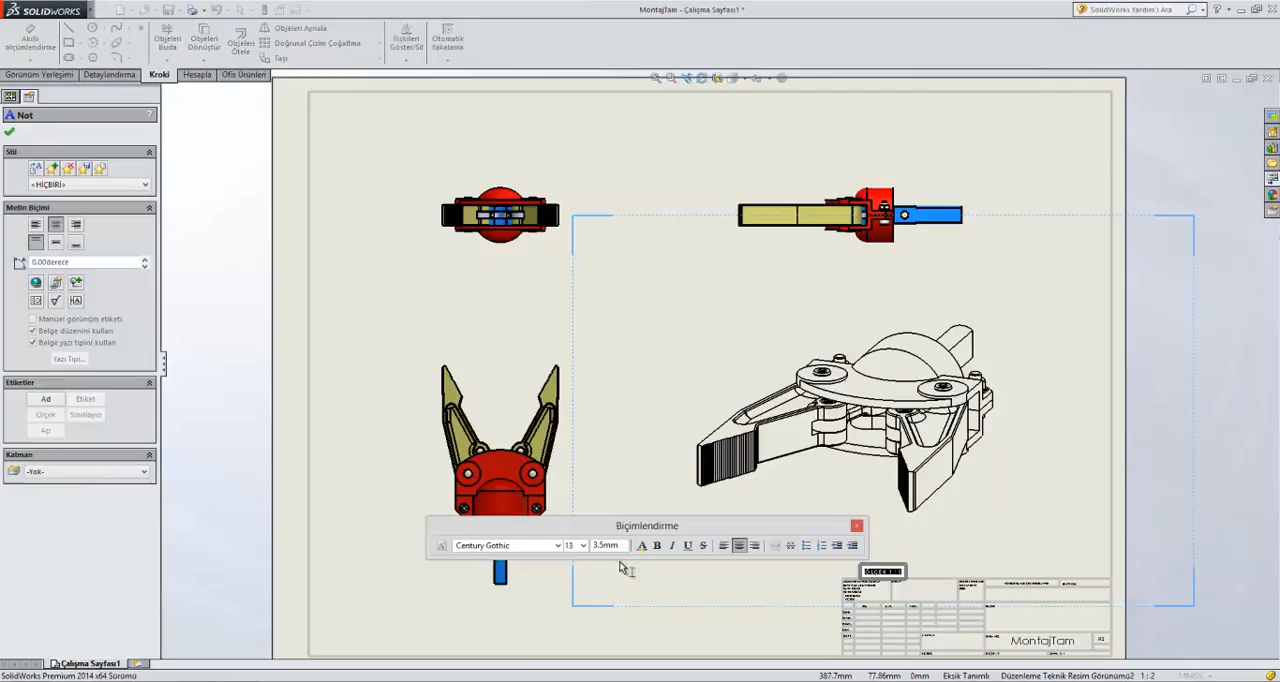 SOLIDWORKS
MontajTam - Çalışma Sayfası1 *
SolidWorks Yardım'ı Ara
Akıllı
ölçümlendirme
Objeleri
Buda
Objeleri
Dönüştür
Objeleri
Ötele
Objeleri Aynala
Doğrusal Çizim Çoğaltma
Taşı
İlişkileri
Göster/Sil
Otomatik
Yakalama
Görünüm Yerleşimi
Detaylandırma
Kroki
Hesapla
Ofis Ürünleri
Not
?
Stil
<HİÇBİRİ>
Metin Biçimi
0.00derece
Manüel görünüm etiketi
Belge düzenini kullan
Belge yazı tipini kullan
Yazı Tipi...
Etiketler
Ad
Etiket
Ölçek
Sınırlayıcı
Açı
Katman
-Yok-
Biçimlendirme
Century Gothic
13
3.5mm
MontajTam
A3
Çalışma Sayfası1
SolidWorks Premium 2014 x64 Sürümü
387.7mm
77.86mm
0mm
Eksik Tanımlı
Düzenleme Teknik Resim Görünümü2
1 : 2
MMGS